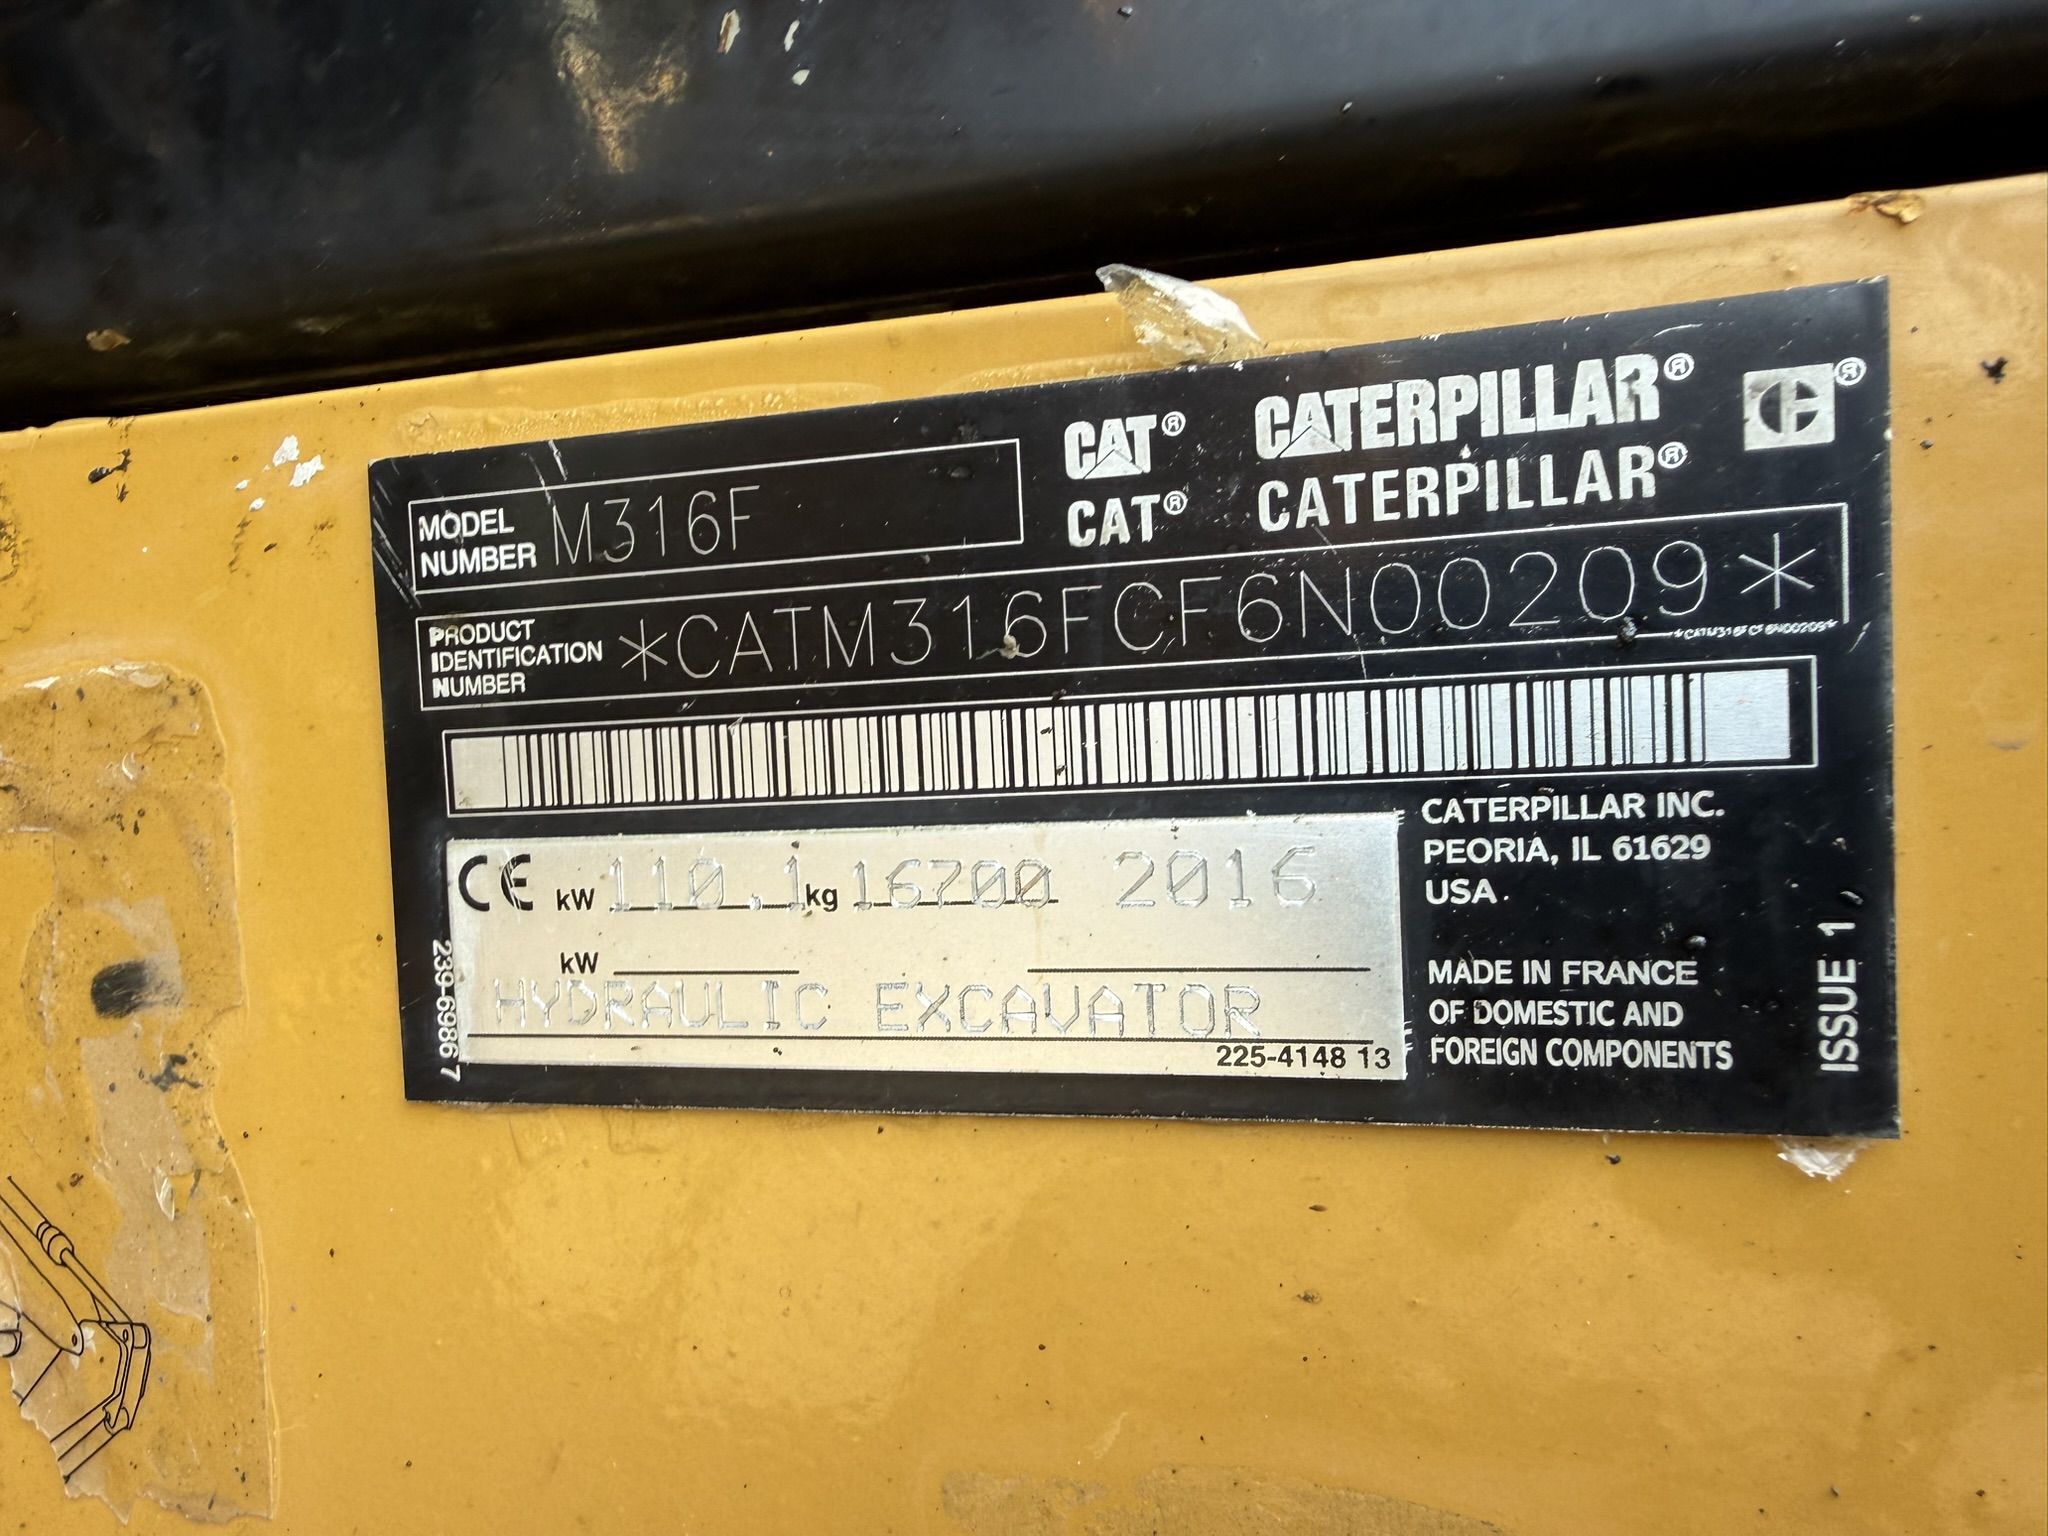 MODEL NUMBER M316F
CAT® CATERPILLAR®
CAT® CATERPILLAR®
PRODUCT IDENTIFICATION NUMBER *CATM316FCF6N00209*
*CATM316FCF6N00209*
CE kW 110.1 kg 16700 2016
kW
HYDRAULIC EXCAVATOR
225-4148 13
239-6986 7
CATERPILLAR INC.
PEORIA, IL 61629
USA
MADE IN FRANCE
OF DOMESTIC AND
FOREIGN COMPONENTS
ISSUE 1